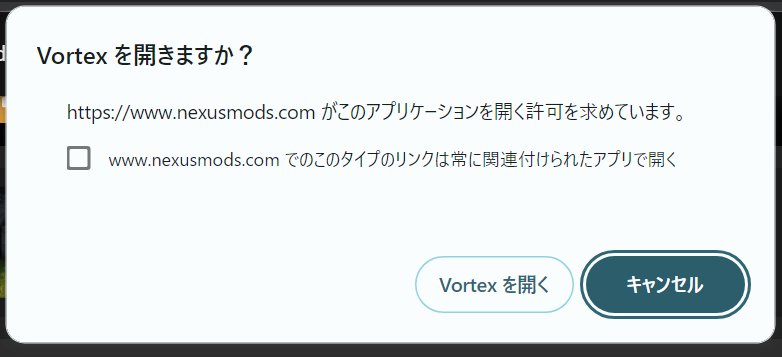 Vortex を開きますか？
https://www.nexusmods.com がこのアプリケーションを開く許可を求めています。
www.nexusmods.com でのこのタイプのリンクは常に関連付けられたアプリで開く
Vortex を開く
キャンセル